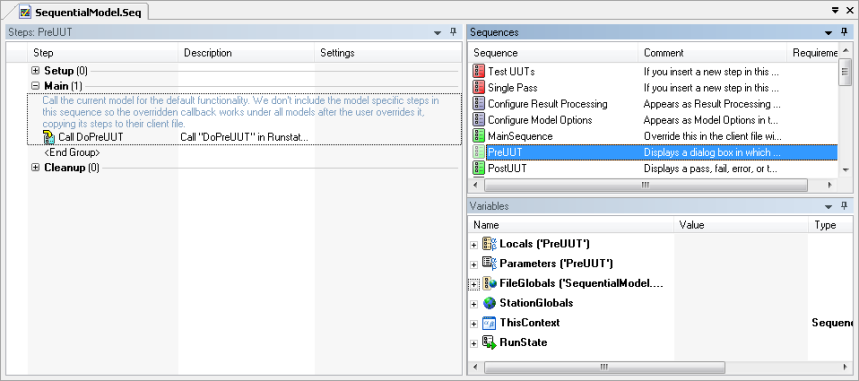 SequentialModel.Seq
Steps: PreUUT
Step Description Settings
Setup (0)
Main (1)
Call the current model for the default functionality. We don't include the model specific steps in
this sequence so the overridden callback works under all models after the user overrides it,
copying its steps to their client file.
Call DoPreUUT Call "DoPreUUT" in Runstat...
<End Group>
Cleanup (0)
Sequences
Sequence Comment Requireme
Test UUTs If you insert a new step in this ...
Single Pass If you insert a new step in this ...
Configure Result Processing Appears as Result Processing ...
Configure Model Options Appears as Model Options in t...
MainSequence Override this in the client file wi...
PreUUT Displays a dialog box in which ...
PostUUT Displays a pass, fail, error, or t...
Variables
Name Value Type
Locals ('PreUUT')
Parameters ('PreUUT')
FileGlobals ('SequentialModel....
StationGlobals
ThisContext Sequenc
RunState